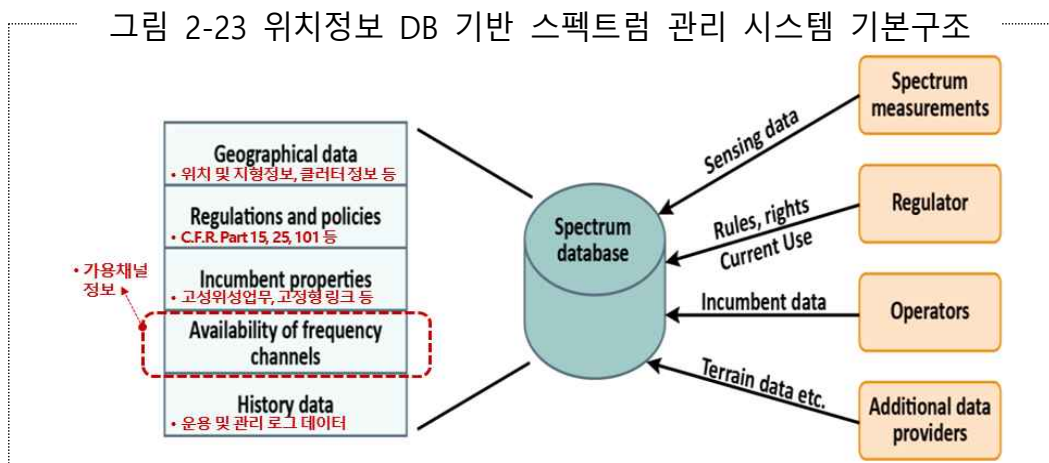 그림 2-23 위치정보 DB 기반 스펙트럼 관리 시스템 기본구조
Geographical data
• 위치 및 지형정보, 클러터 정보 등
Regulations and policies
• C.F.R. Part 15, 25, 101 등
Incumbent properties
• 고성위성업무, 고정형 링크 등
Availability of frequency
channels
History data
• 운용 및 관리 로그 데이터
• 가용채널
정보
Spectrum
database
Sensing data
Rules, rights
Current Use
Incumbent data
Terrain data etc.
Spectrum
measurements
Regulator
Operators
Additional data
providers